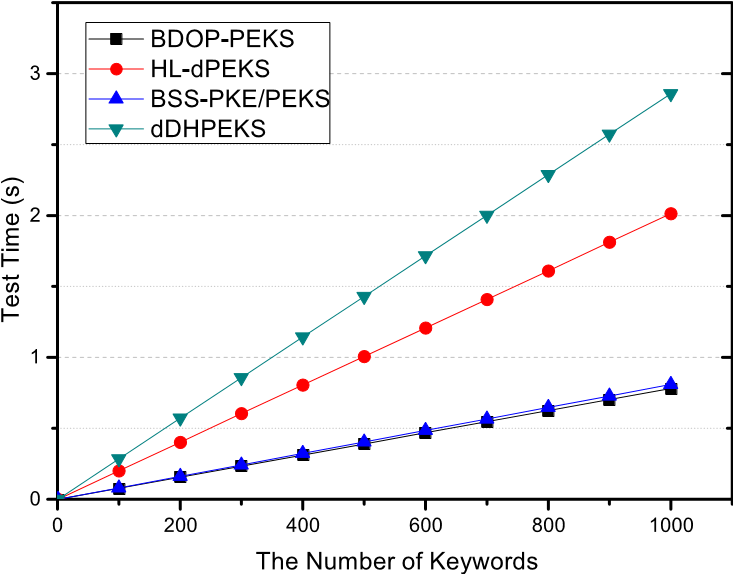 BDOP-PEKS
HL-dPEKS
BSS-PKE/PEKS
dDHPEKS
3
2
1
0
Test Time (s)
0 200 400 600 800 1000
The Number of Keywords